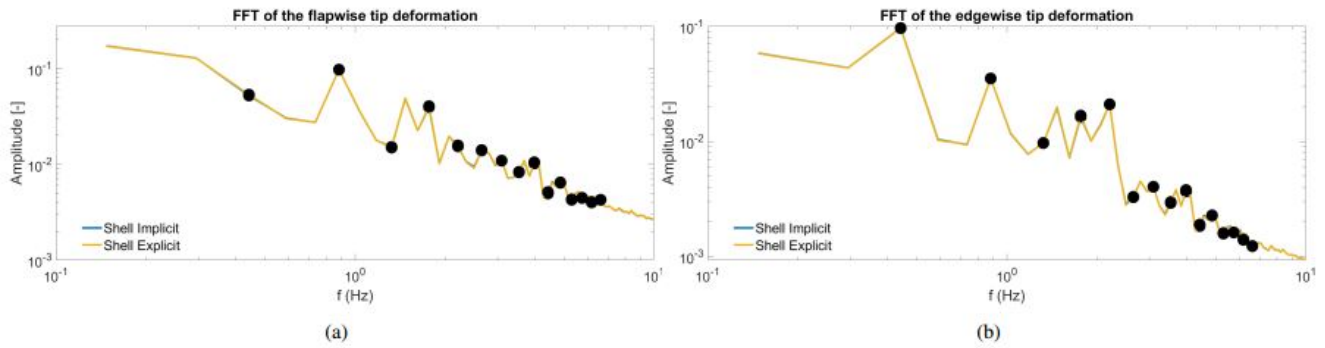 FFT of the flapwise tip deformation
10^-1
10^-2
10^-3
Amplitude [-]
Shell Implicit
Shell Explicit
10^-1 10^0 10^1
f (Hz)
(a)
FFT of the edgewise tip deformation
10^-1
10^-2
10^-3
Amplitude [-]
Shell Implicit
Shell Explicit
10^-1 10^0 10^1
f (Hz)
(b)